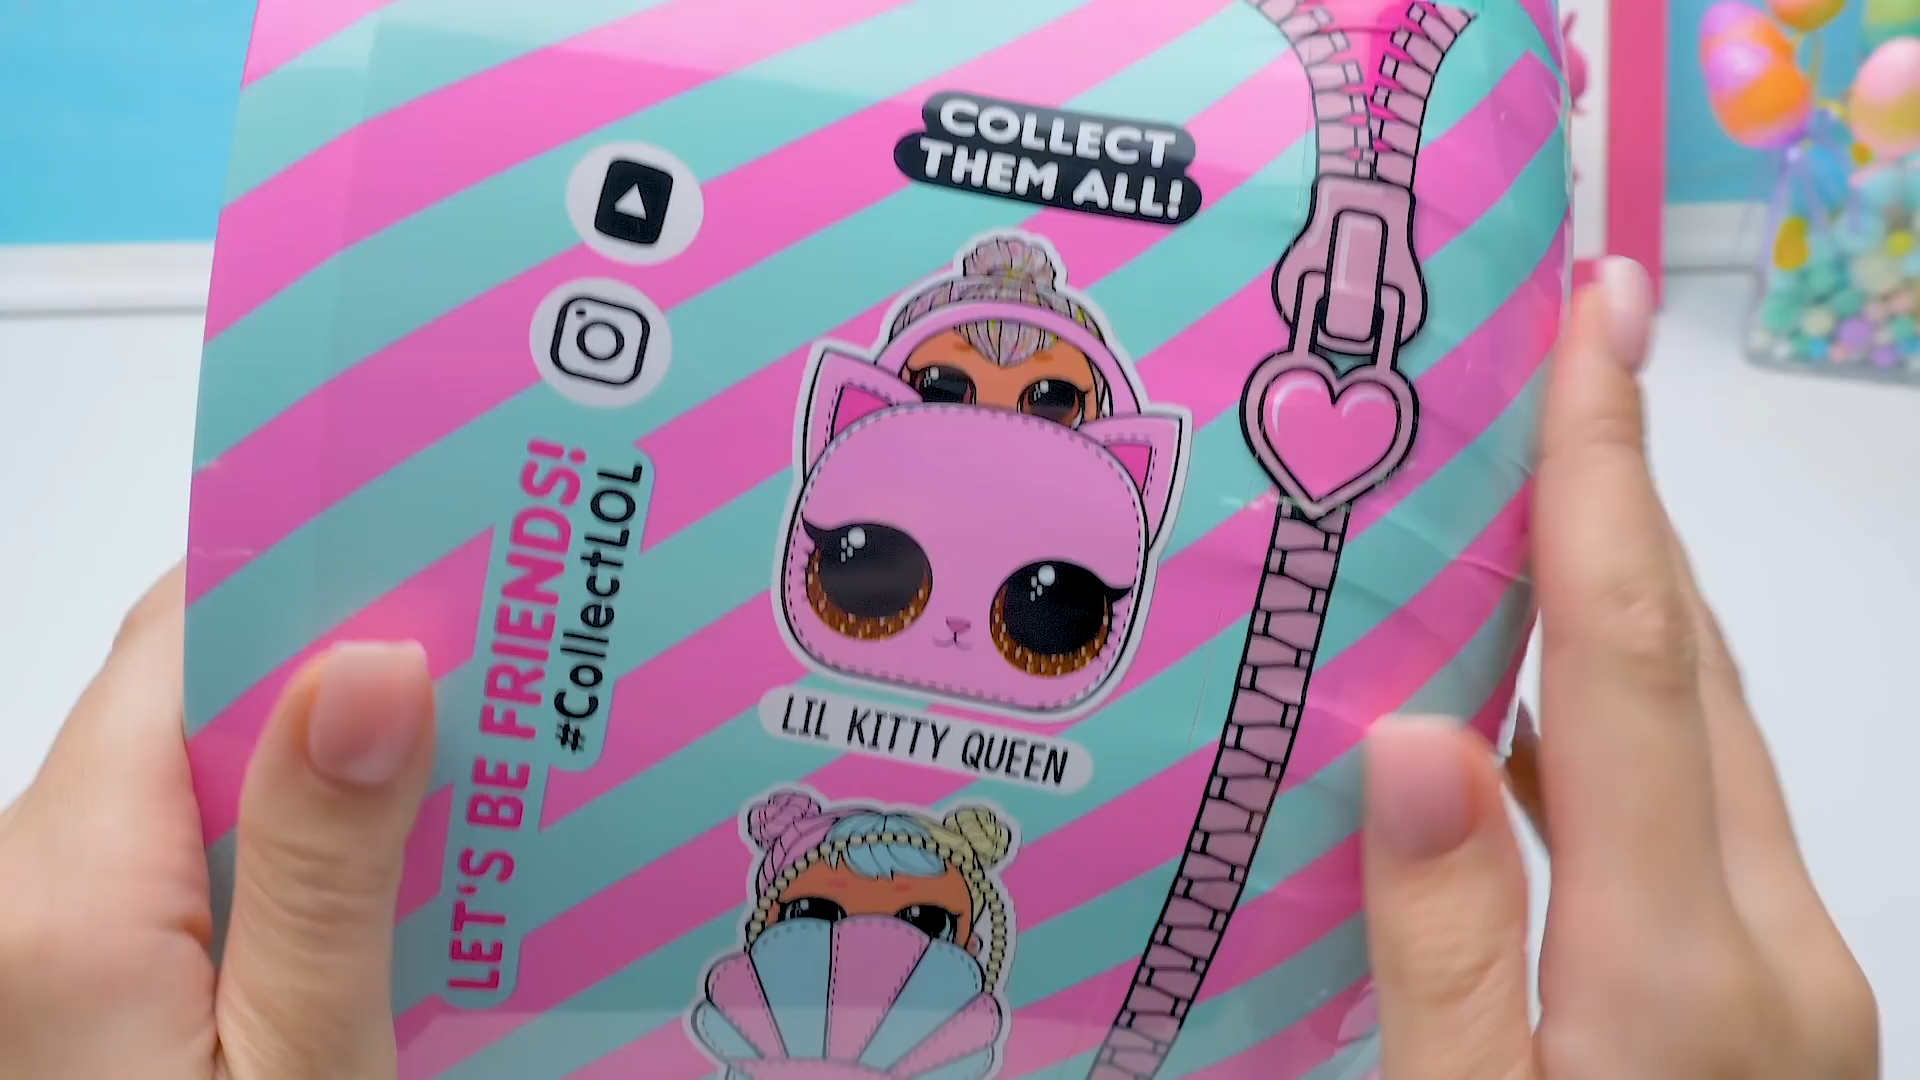 COLLECT
THEM ALL!
LET'S BE FRIENDS!
#CollectLOL
LIL KITTY QUEEN